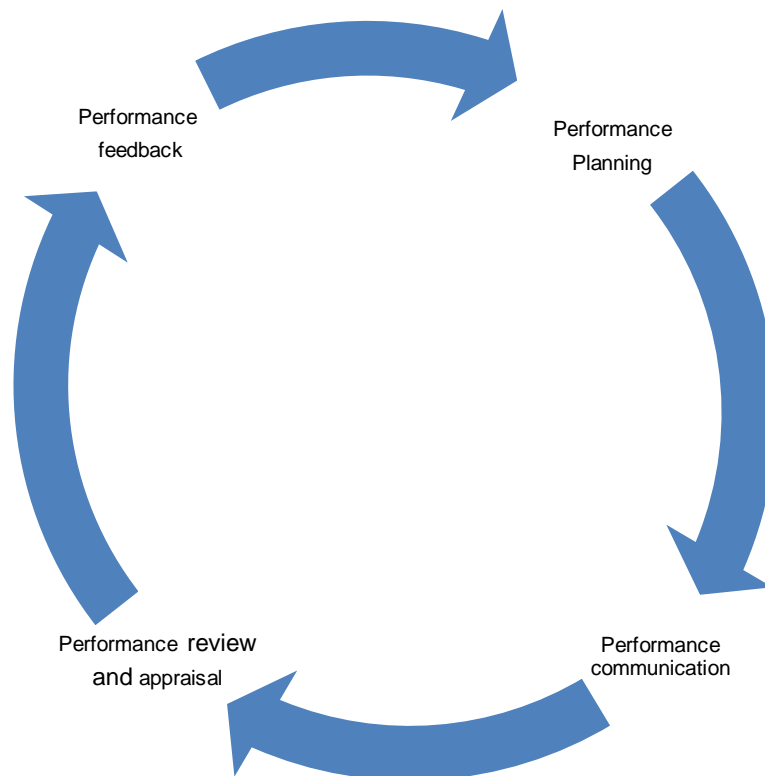 Performance
feedback
Performance
Planning
Performance
communication
Performance review
and appraisal